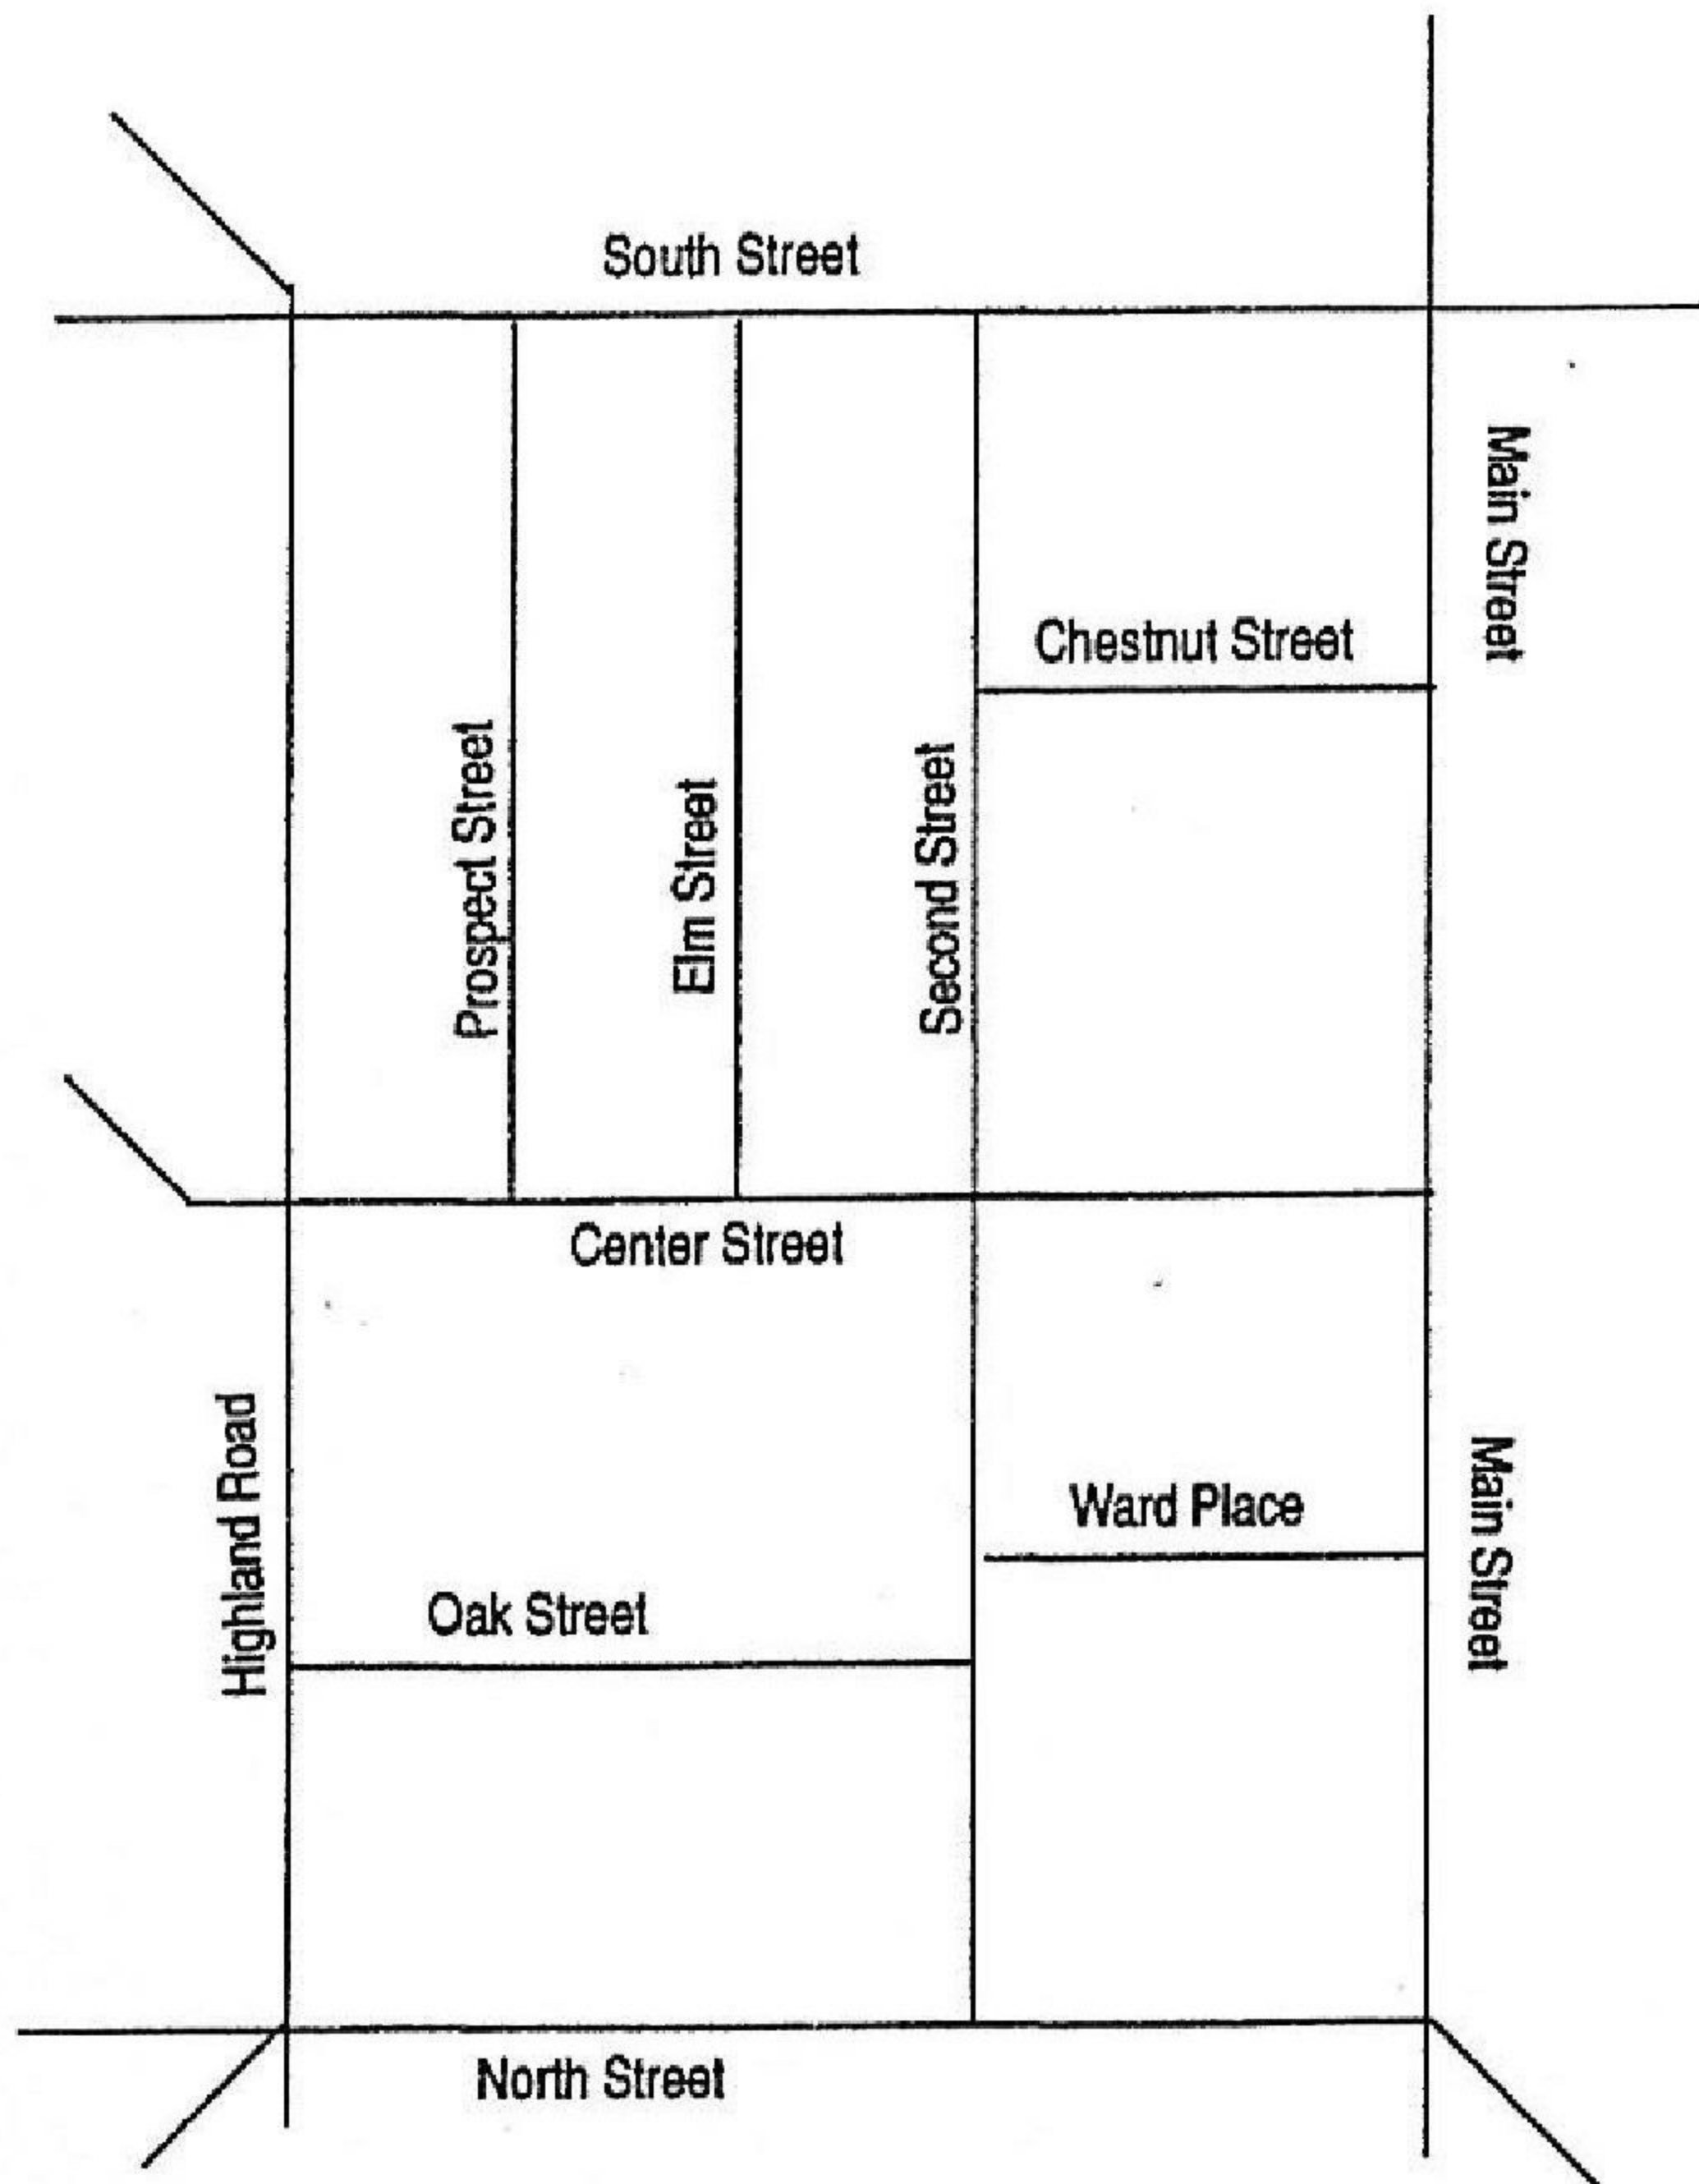 South Street
Main Street
Chestnut Street
Prospect Street
Elm Street
Second Street
Center Street
Highland Road
Main Street
Ward Place
Oak Street
North Street